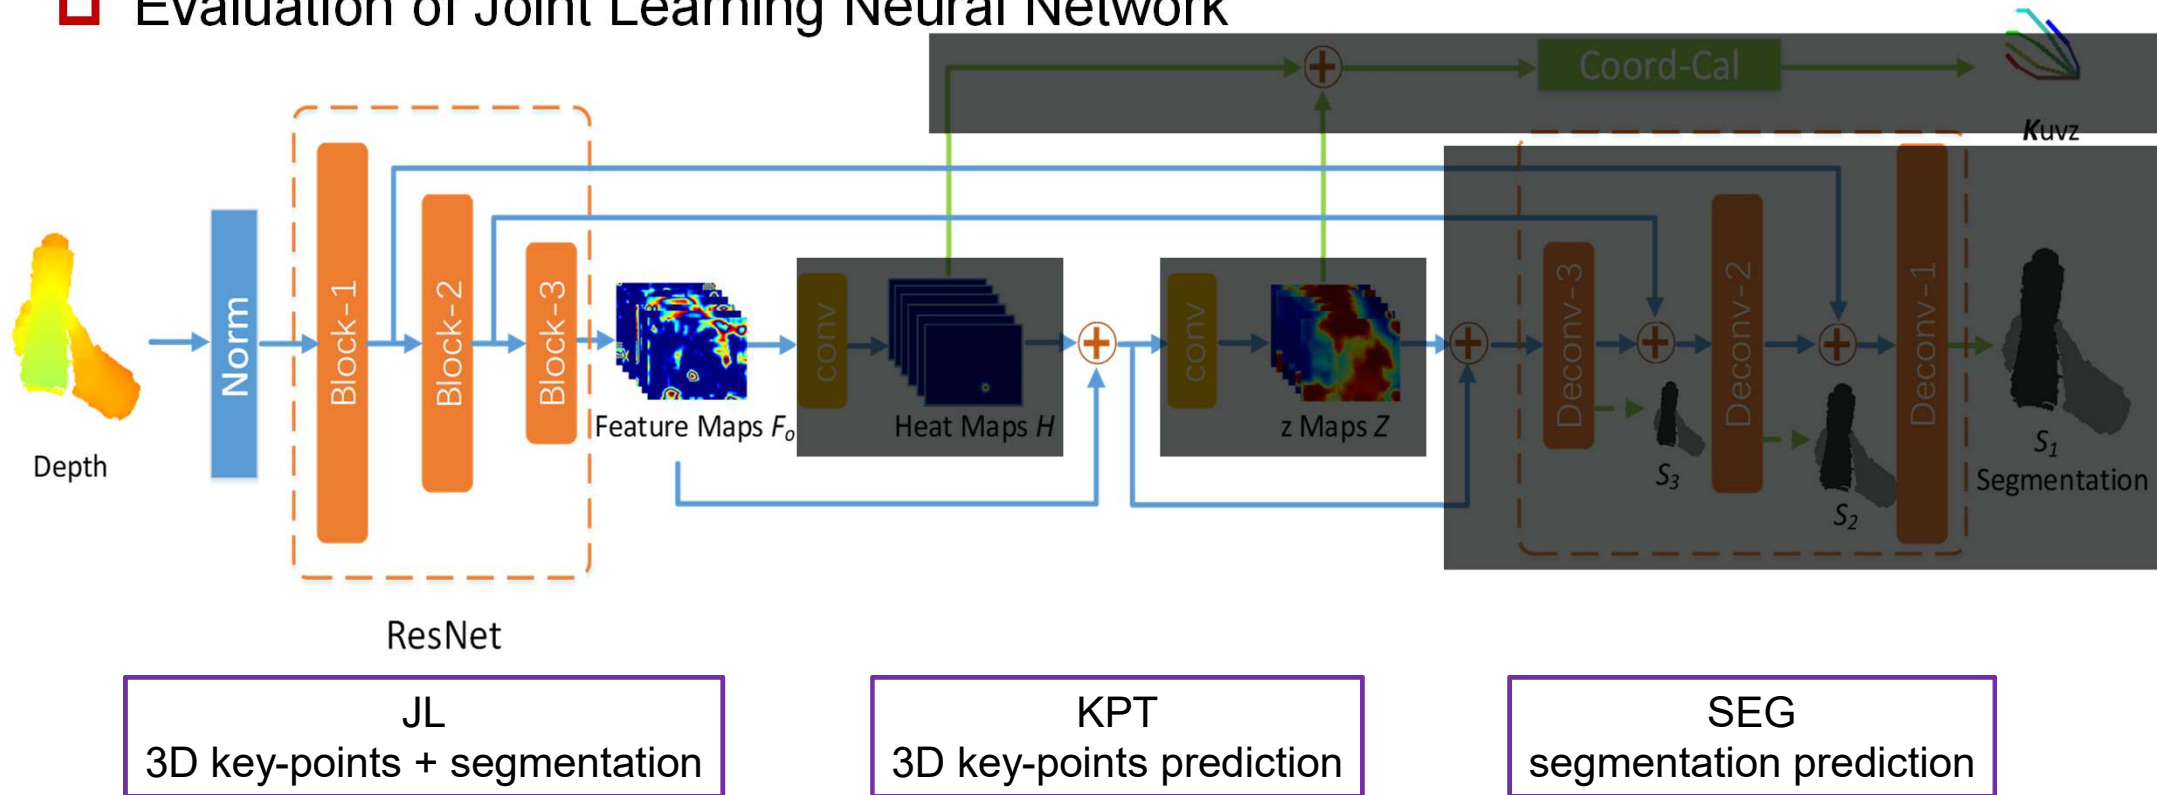 Evaluation of Joint Learning Neural Network
Coord-Cal
Kuvz
Norm
Block-1
Block-2
Block-3
conv
conv
Deconv-3
Deconv-2
Deconv-1
Depth
Feature Maps Fo
Heat Maps H
z Maps Z
S3
S2
S1
Segmentation
ResNet
JL
3D key-points + segmentation
KPT
3D key-points prediction
SEG
segmentation prediction